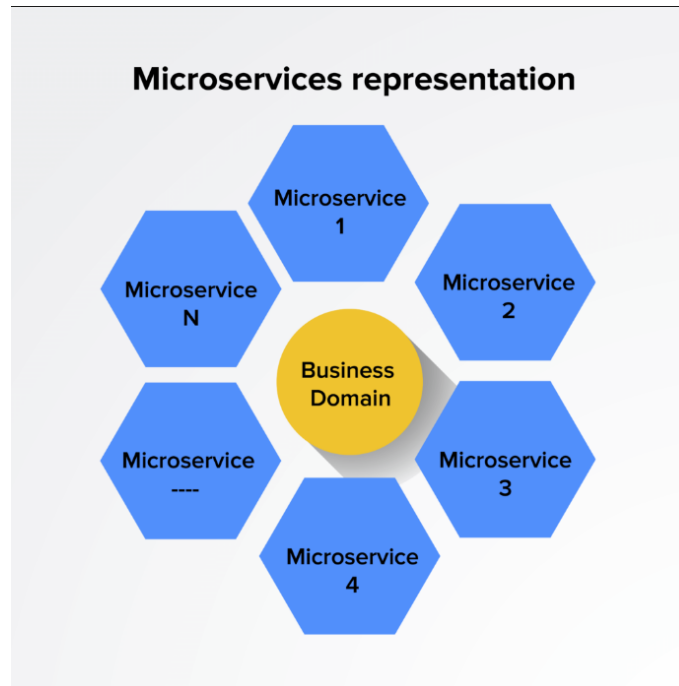 Microservices representation
Microservice
1
Microservice
2
Microservice
3
Microservice
4
Microservice
----
Microservice
N
Business
Domain